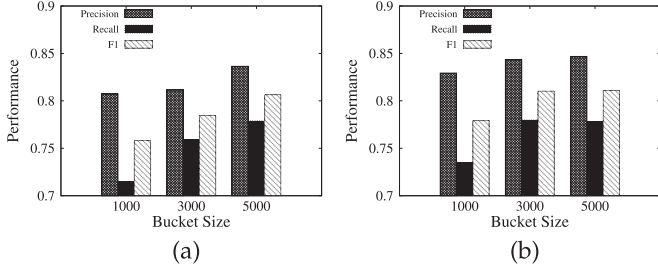 0.9
0.85
0.8
0.75
0.7
Performance
Precision
Recall
F1
1000 3000 5000
Bucket Size
(a)
0.9
0.85
0.8
0.75
0.7
Performance
Precision
Recall
F1
1000 3000 5000
Bucket Size
(b)